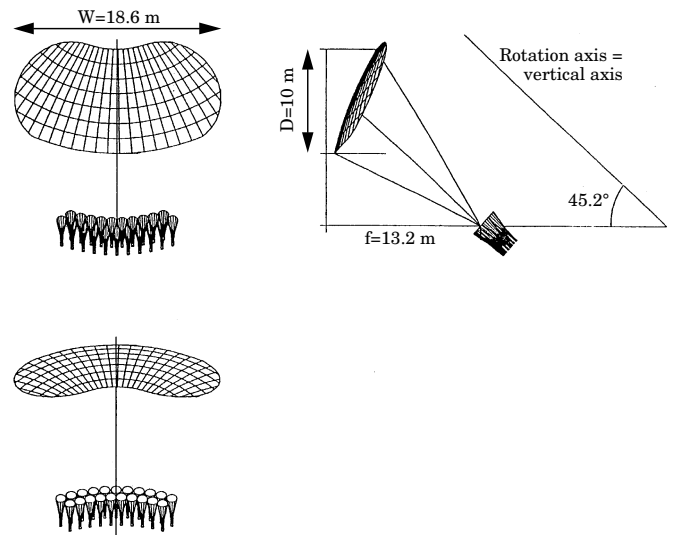 W=18.6 m
D=10 m
Rotation axis =
vertical axis
45.2°
f=13.2 m